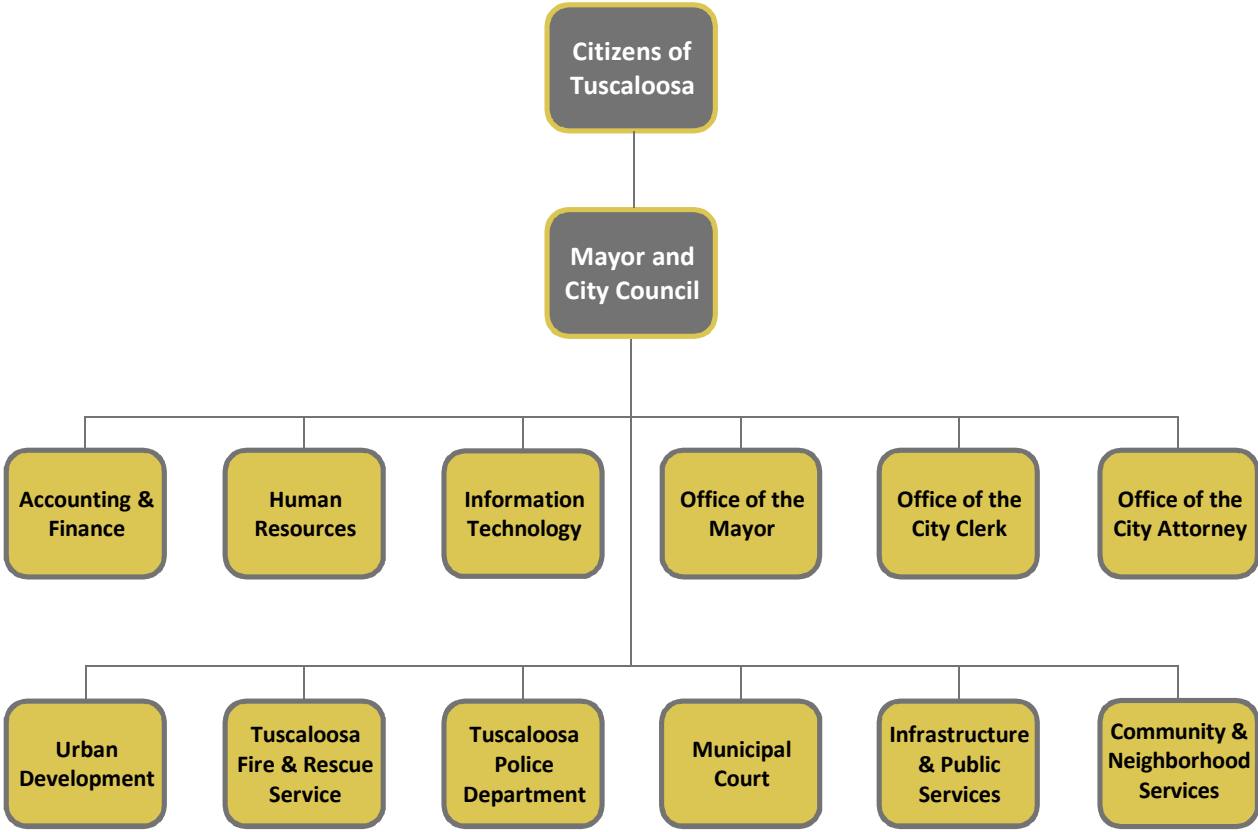 Citizens of
Tuscaloosa
Mayor and
City Council
Accounting &
Finance
Human
Resources
Information
Technology
Office of the
Mayor
Office of the
City Clerk
Office of the
City Attorney
Urban
Development
Tuscaloosa
Fire & Rescue
Service
Tuscaloosa
Police
Department
Municipal
Court
Infrastructure
& Public
Services
Community &
Neighborhood
Services